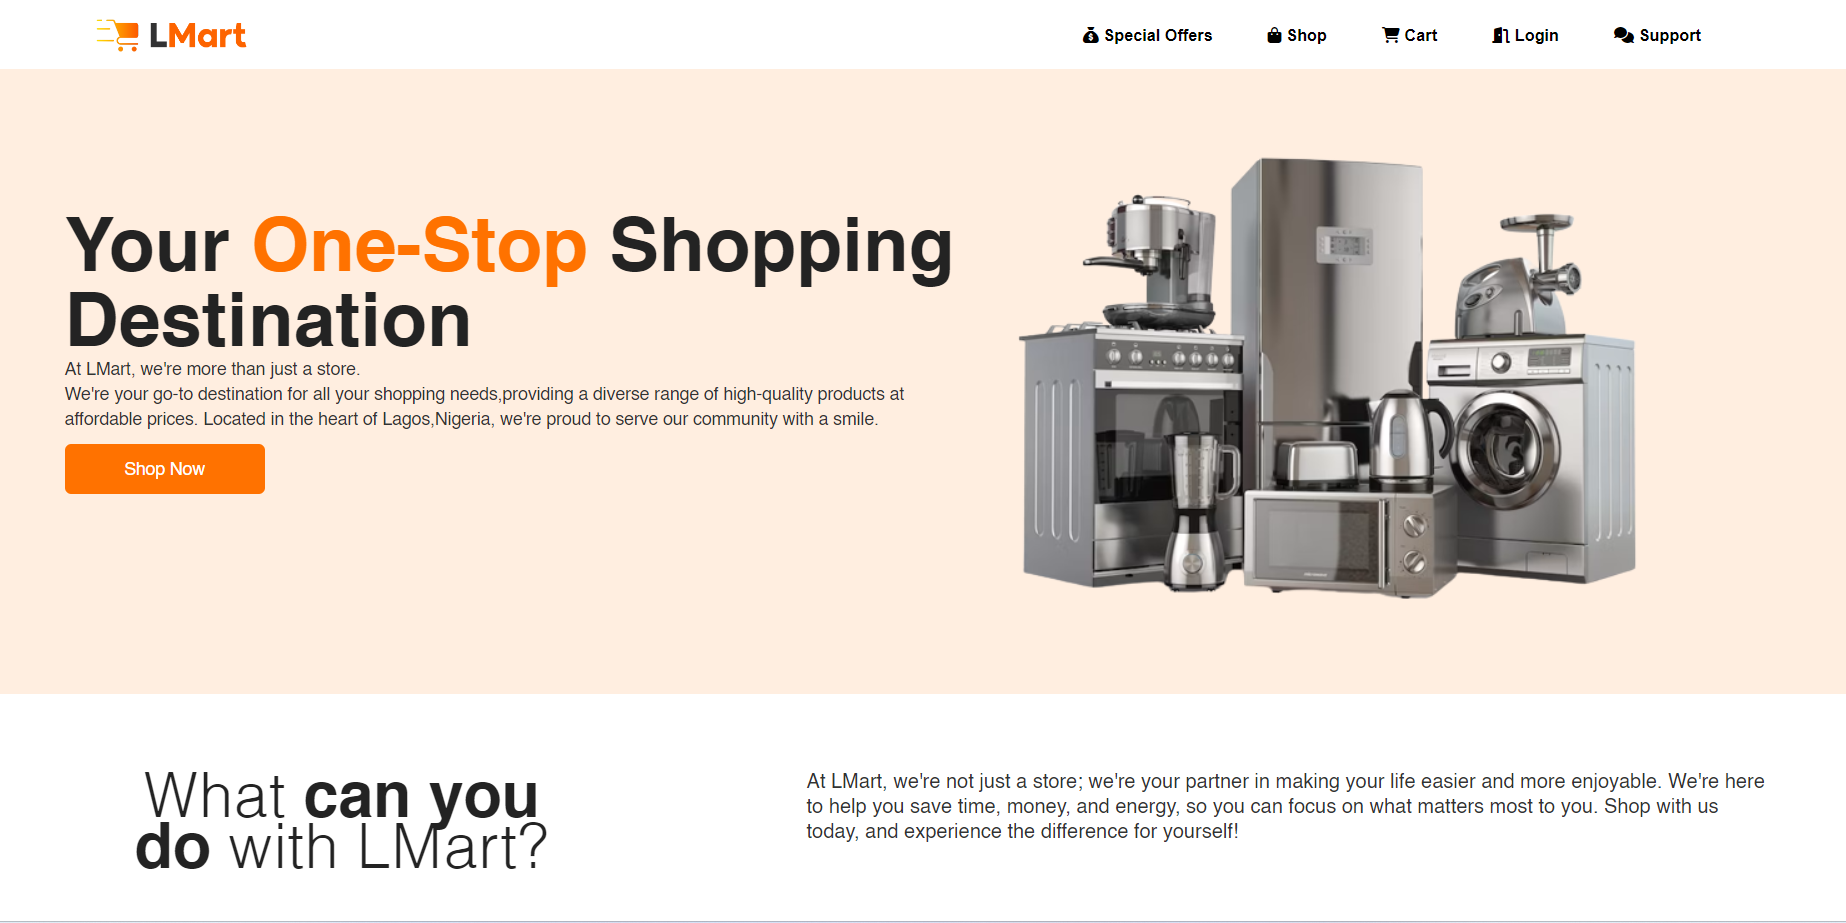 LMart
Special Offers
Shop
Cart
Login
Support
Your One-Stop Shopping
Destination
At LMart, we're more than just a store.
We're your go-to destination for all your shopping needs,providing a diverse range of high-quality products at
affordable prices. Located in the heart of Lagos,Nigeria, we're proud to serve our community with a smile.
Shop Now
What can you
do with LMart?
At LMart, we're not just a store; we're your partner in making your life easier and more enjoyable. We're here
to help you save time, money, and energy, so you can focus on what matters most to you. Shop with us
today, and experience the difference for yourself!